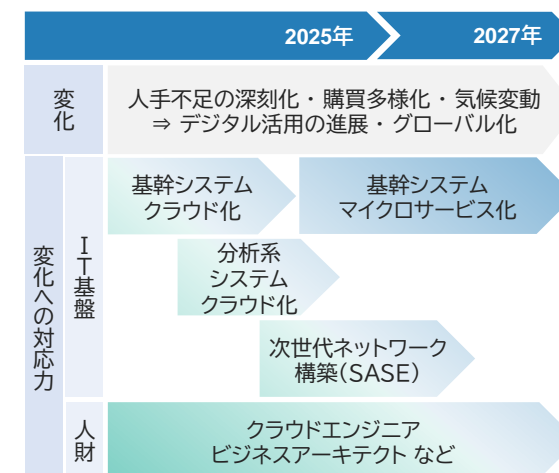 2025年
2027年
変化
人手不足の深刻化・購買多様化・気候変動
⇒ デジタル活用の進展・グローバル化
変化への対応力
IT基盤
基幹システム
クラウド化
基幹システム
マイクロサービス化
分析系
システム
クラウド化
次世代ネットワーク
構築(SASE)
人財
クラウドエンジニア
ビジネスアーキテクト など